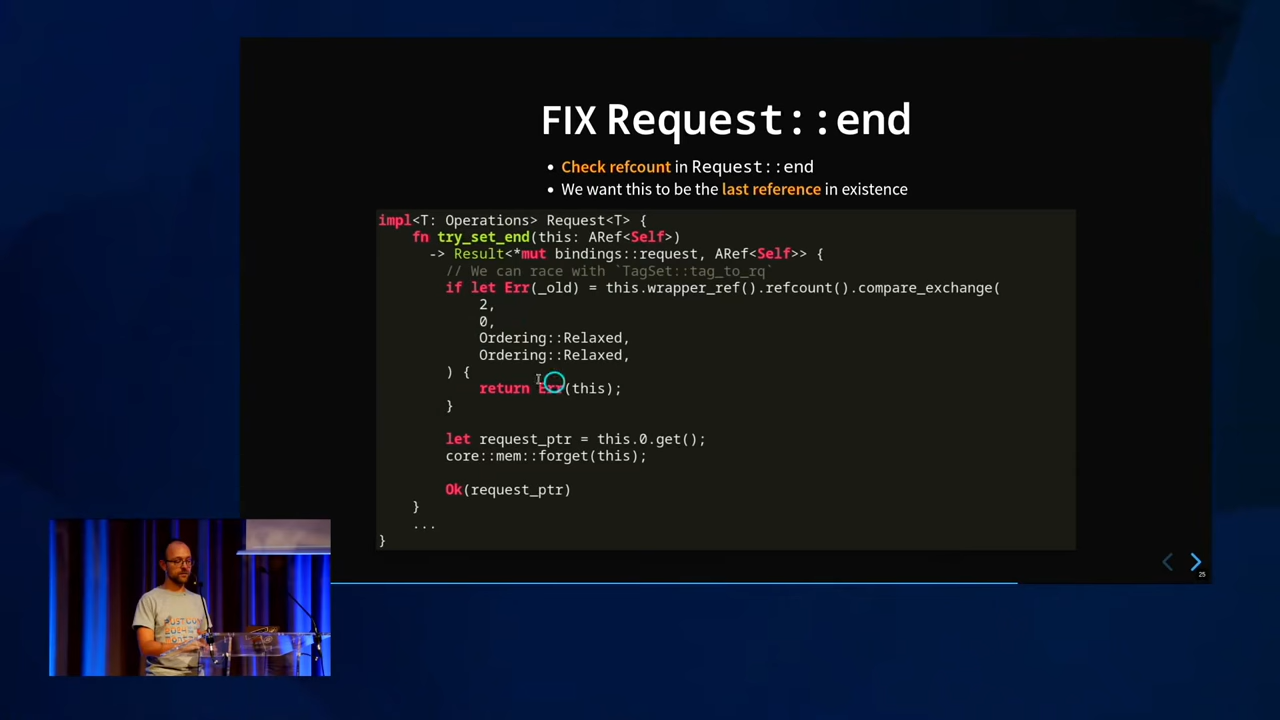 FIX Request::end
• Check refcount in Request::end
• We want this to be the last reference in existence
impl<T: Operations> Request<T> {
    fn try_set_end(this: ARef<Self>)
      -> Result<*mut bindings::request, ARef<Self>> {
        // We can race with `TagSet::tag_to_rq`
        if let Err(_old) = this.wrapper_ref().refcount().compare_exchange(
            2,
            0,
            Ordering::Relaxed,
            Ordering::Relaxed,
        ) {
            return Err(this);
        }
        let request_ptr = this.0.get();
        core::mem::forget(this);
        Ok(request_ptr)
    }
    ...
}
25